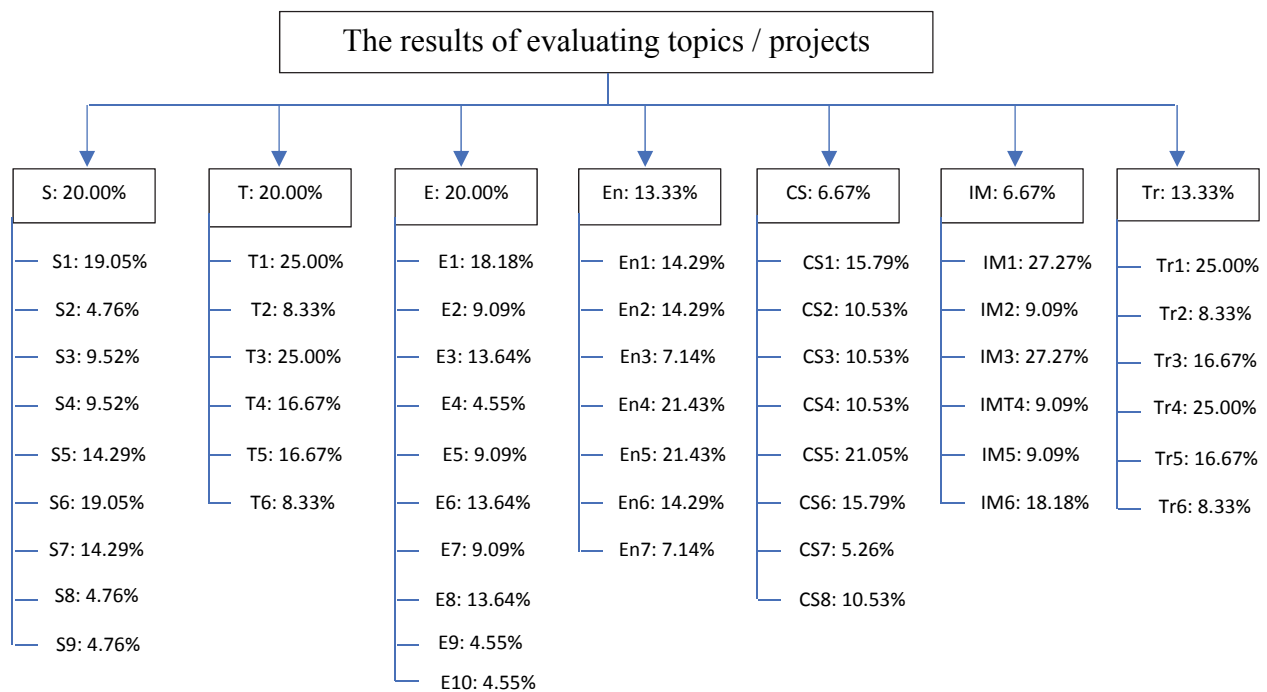 The results of evaluating topics / projects
S: 20.00%
T: 20.00%
E: 20.00%
En: 13.33%
CS: 6.67%
IM: 6.67%
Tr: 13.33%
S1: 19.05%
S2: 4.76%
S3: 9.52%
S4: 9.52%
S5: 14.29%
S6: 19.05%
S7: 14.29%
S8: 4.76%
S9: 4.76%
T1: 25.00%
T2: 8.33%
T3: 25.00%
T4: 16.67%
T5: 16.67%
T6: 8.33%
E1: 18.18%
E2: 9.09%
E3: 13.64%
E4: 4.55%
E5: 9.09%
E6: 13.64%
E7: 9.09%
E8: 13.64%
E9: 4.55%
E10: 4.55%
En1: 14.29%
En2: 14.29%
En3: 7.14%
En4: 21.43%
En5: 21.43%
En6: 14.29%
En7: 7.14%
CS1: 15.79%
CS2: 10.53%
CS3: 10.53%
CS4: 10.53%
CS5: 21.05%
CS6: 15.79%
CS7: 5.26%
CS8: 10.53%
IM1: 27.27%
IM2: 9.09%
IM3: 27.27%
IMT4: 9.09%
IM5: 9.09%
IM6: 18.18%
Tr1: 25.00%
Tr2: 8.33%
Tr3: 16.67%
Tr4: 25.00%
Tr5: 16.67%
Tr6: 8.33%